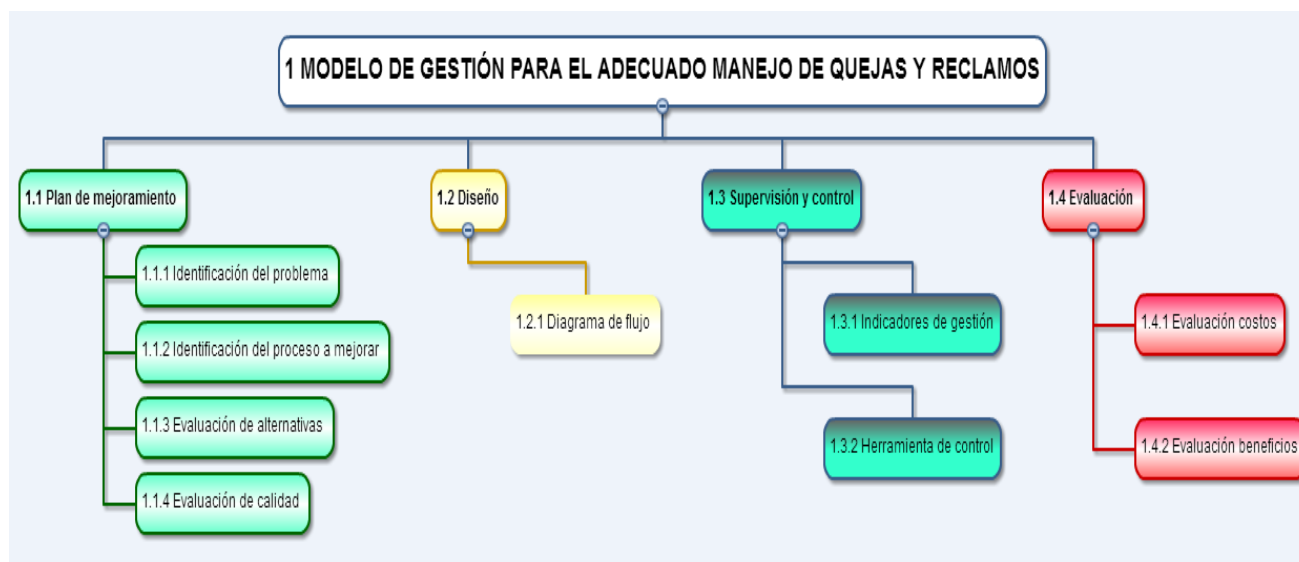 1 MODELO DE GESTIÓN PARA EL ADECUADO MANEJO DE QUEJAS Y RECLAMOS
1.1 Plan de mejoramiento
1.1.1 Identificación del problema
1.1.2 Identificación del proceso a mejorar
1.1.3 Evaluación de alternativas
1.1.4 Evaluación de calidad
1.2 Diseño
1.2.1 Diagrama de flujo
1.3 Supervisión y control
1.3.1 Indicadores de gestión
1.3.2 Herramienta de control
1.4 Evaluación
1.4.1 Evaluación costos
1.4.2 Evaluación beneficios